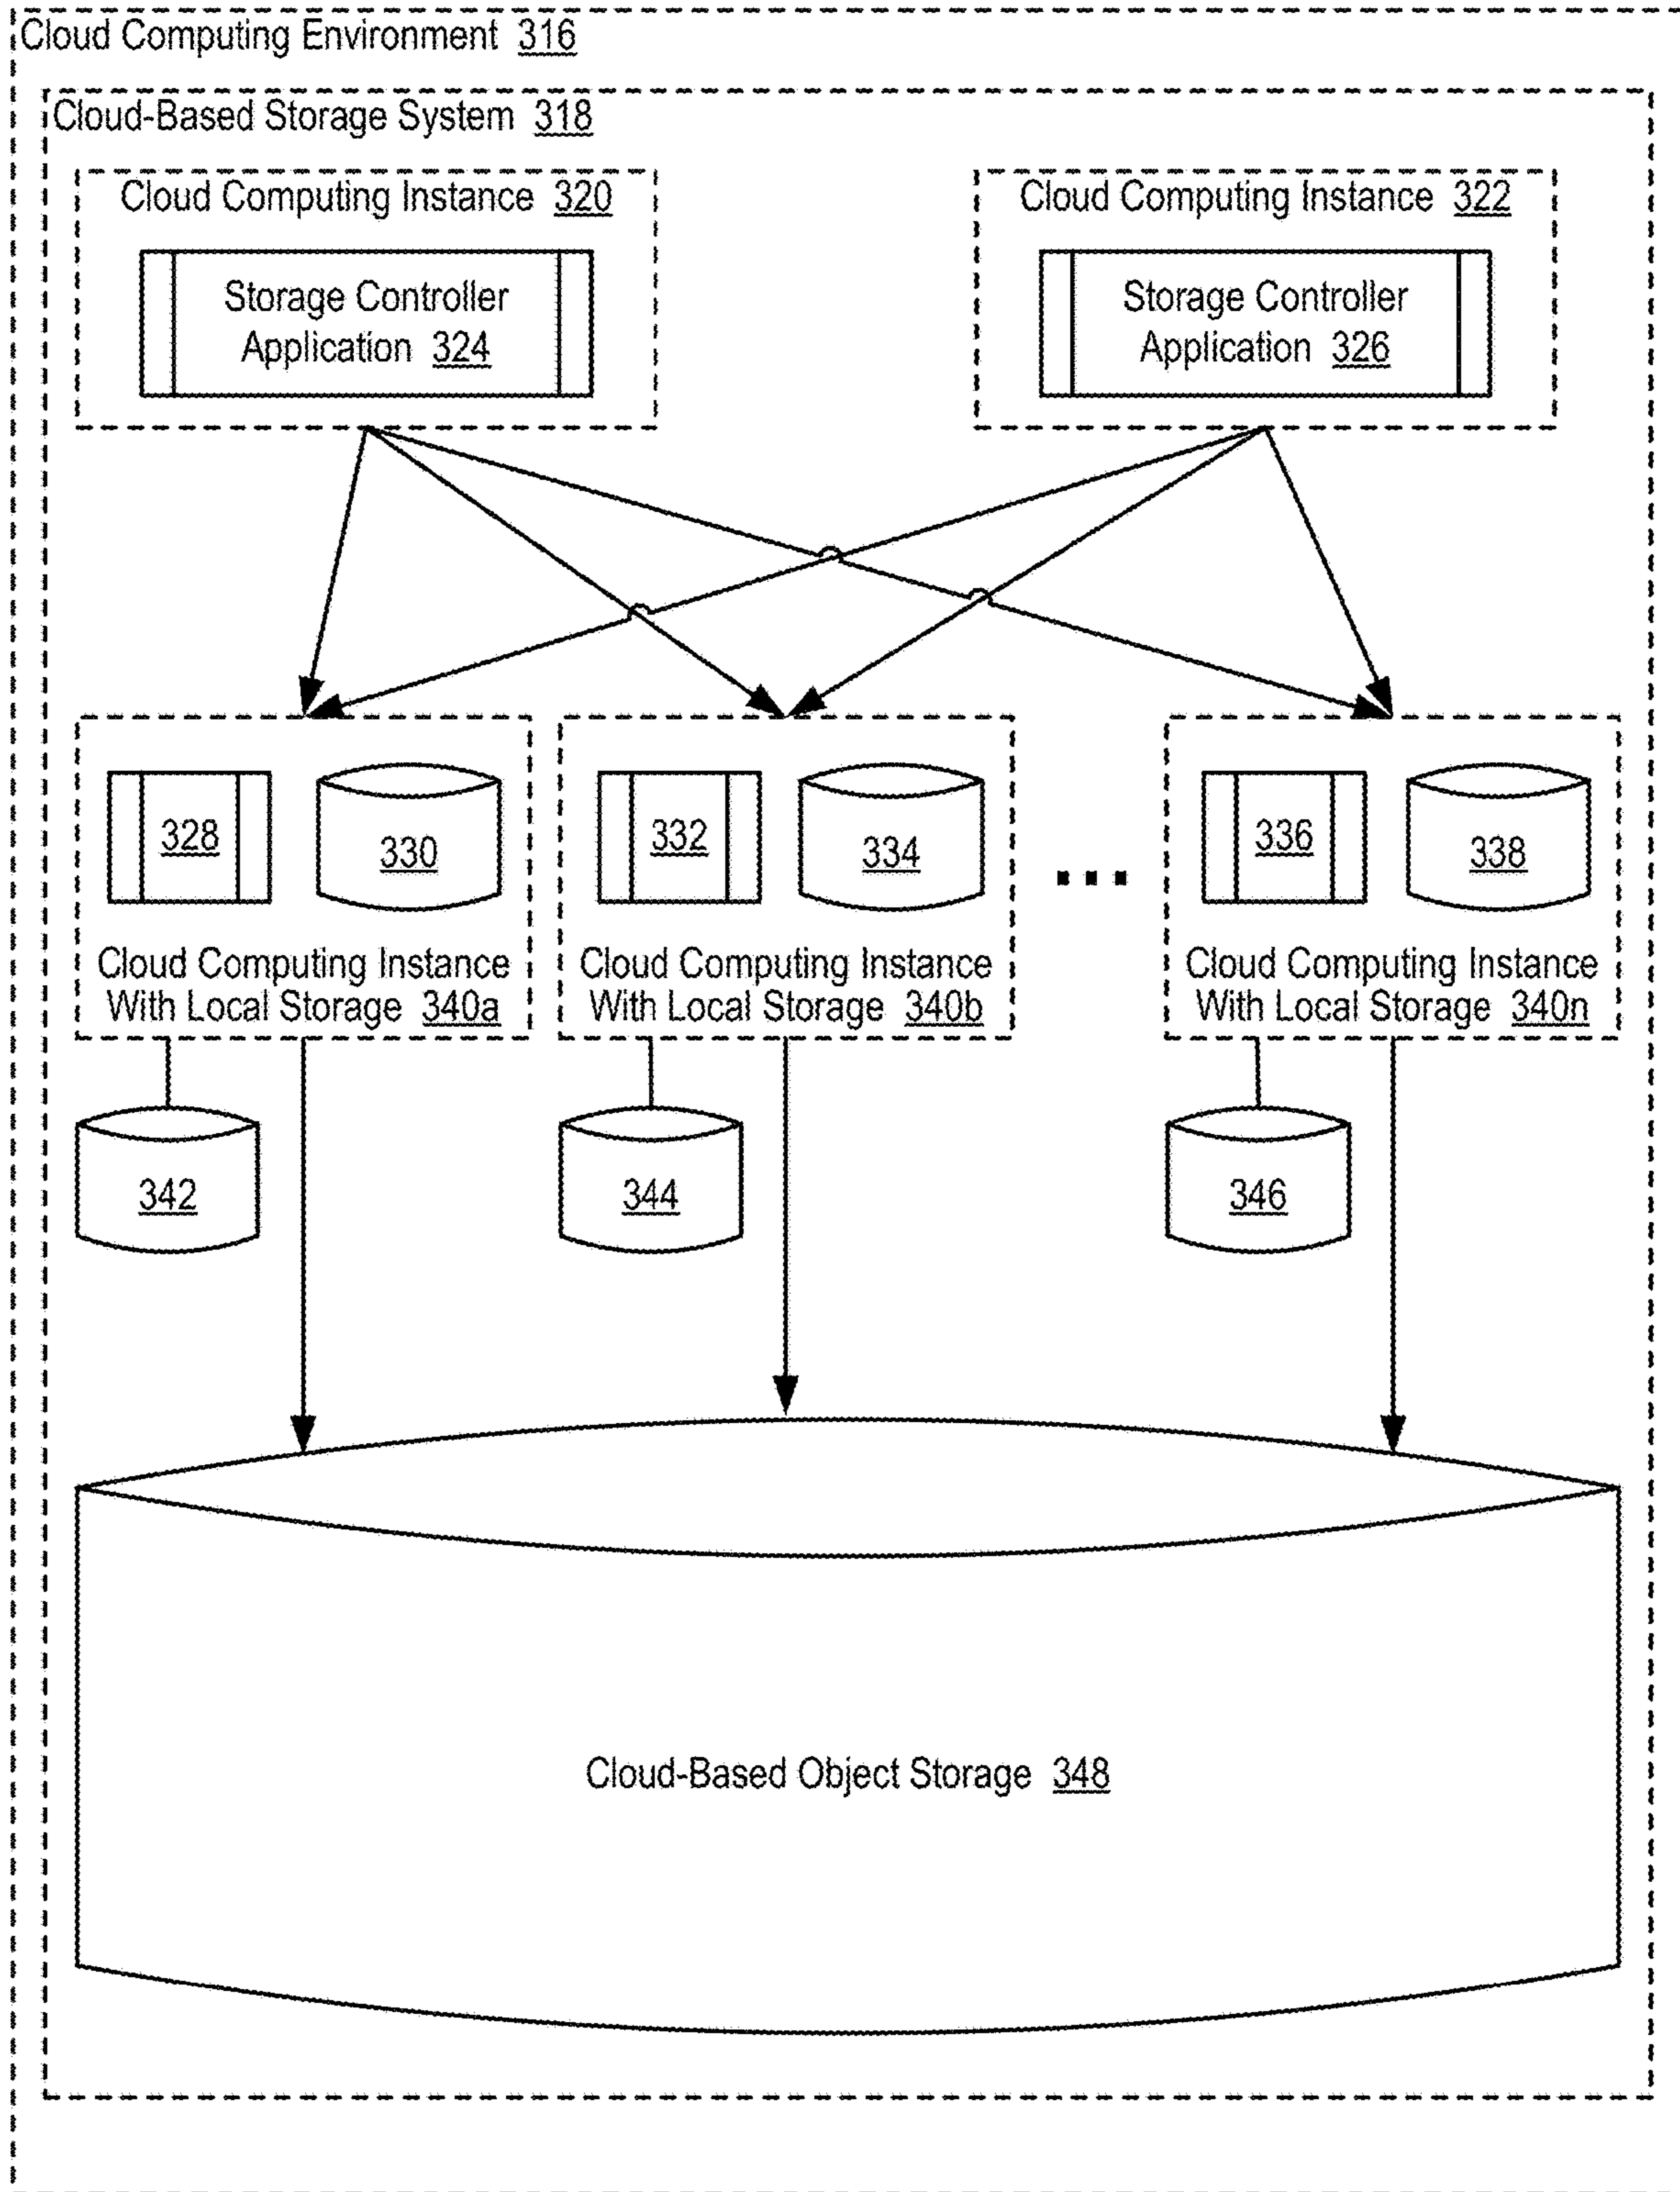 Cloud Computing Environment 316
Cloud-Based Storage System 318
Cloud Computing Instance 320
Storage Controller
Application 324
Cloud Computing Instance 322
Storage Controller
Application 326
328
330
Cloud Computing Instance
With Local Storage 340a
332
334
Cloud Computing Instance
With Local Storage 340b
...
336
338
Cloud Computing Instance
With Local Storage 340n
342
344
346
Cloud-Based Object Storage 348